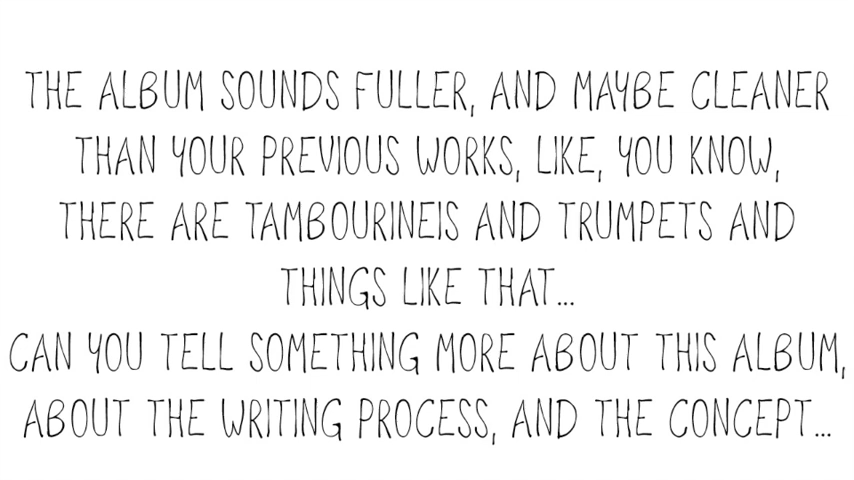 THE ALBUM SOUNDS FULLER, AND MAYBE CLEANER
THAN YOUR PREVIOUS WORKS, LIKE, YOU KNOW,
THERE ARE TAMBOURINEIS AND TRUMPETS AND
THINGS LIKE THAT...
CAN YOU TELL SOMETHING MORE ABOUT THIS ALBUM,
ABOUT THE WRITING PROCESS, AND THE CONCEPT...